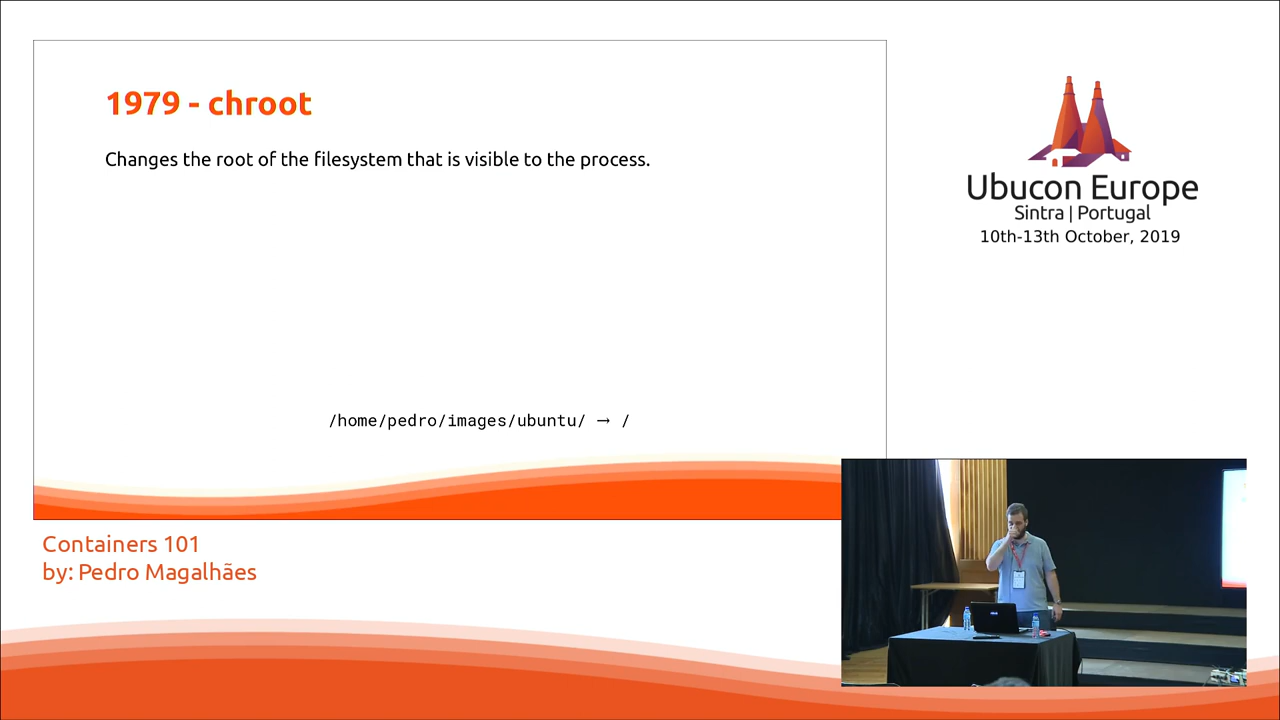 1979 - chroot
Changes the root of the filesystem that is visible to the process.
/home/pedro/images/ubuntu/ → /
Ubucon Europe
Sintra | Portugal
10th-13th October, 2019
Containers 101
by: Pedro Magalhães